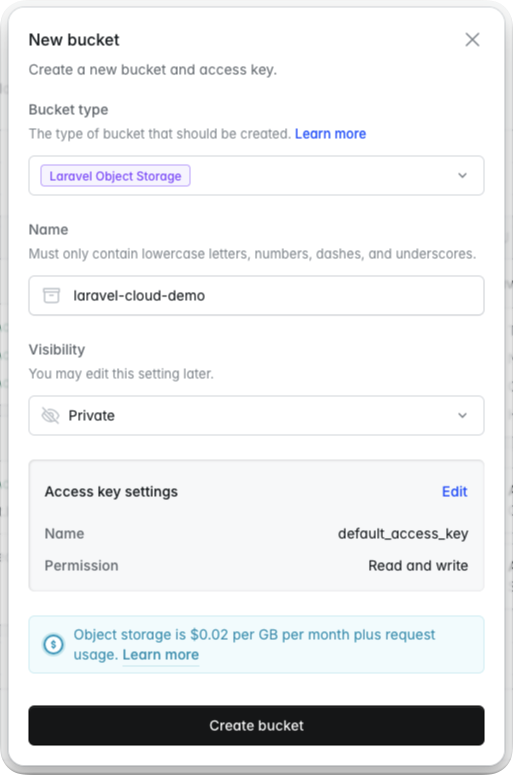 New bucket
Create a new bucket and access key.
Bucket type
The type of bucket that should be created. Learn more
Laravel Object Storage
Name
Must only contain lowercase letters, numbers, dashes, and underscores.
laravel-cloud-demo
Visibility
You may edit this setting later.
Private
Access key settings Edit
Name default_access_key
Permission Read and write
$ Object storage is $0.02 per GB per month plus request
usage. Learn more
Create bucket